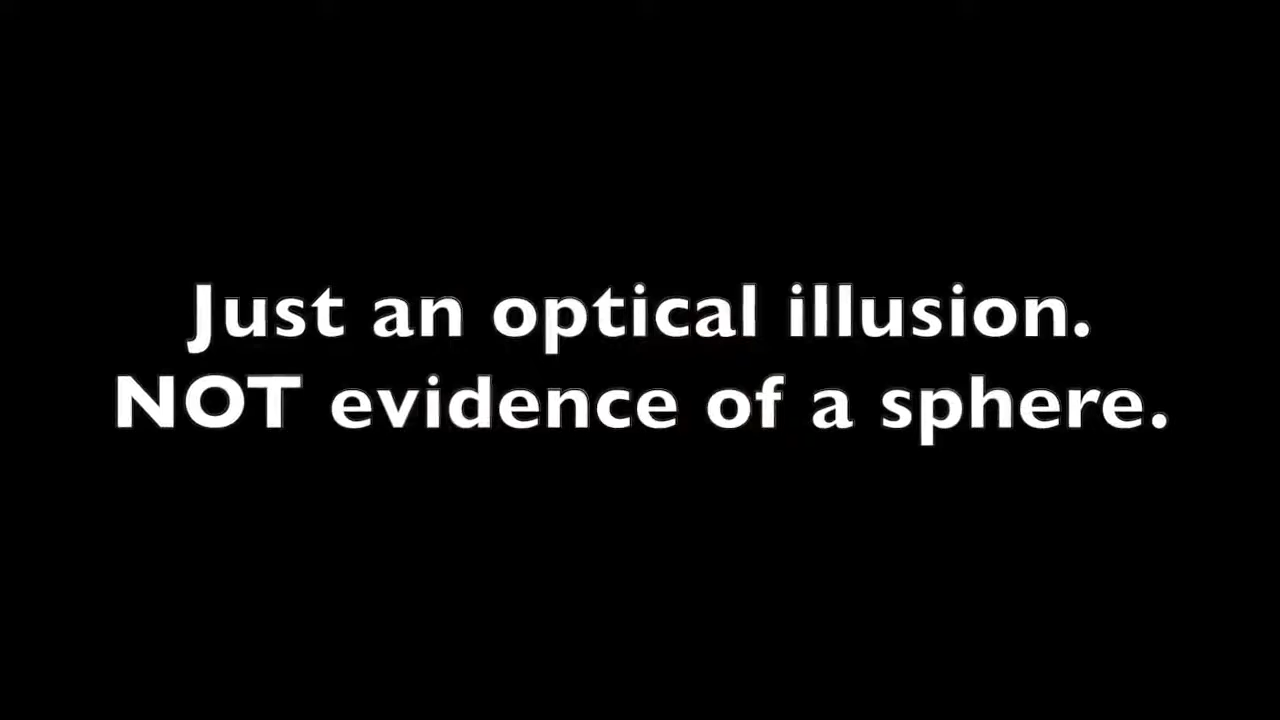 Just an optical illusion.
NOT evidence of a sphere.